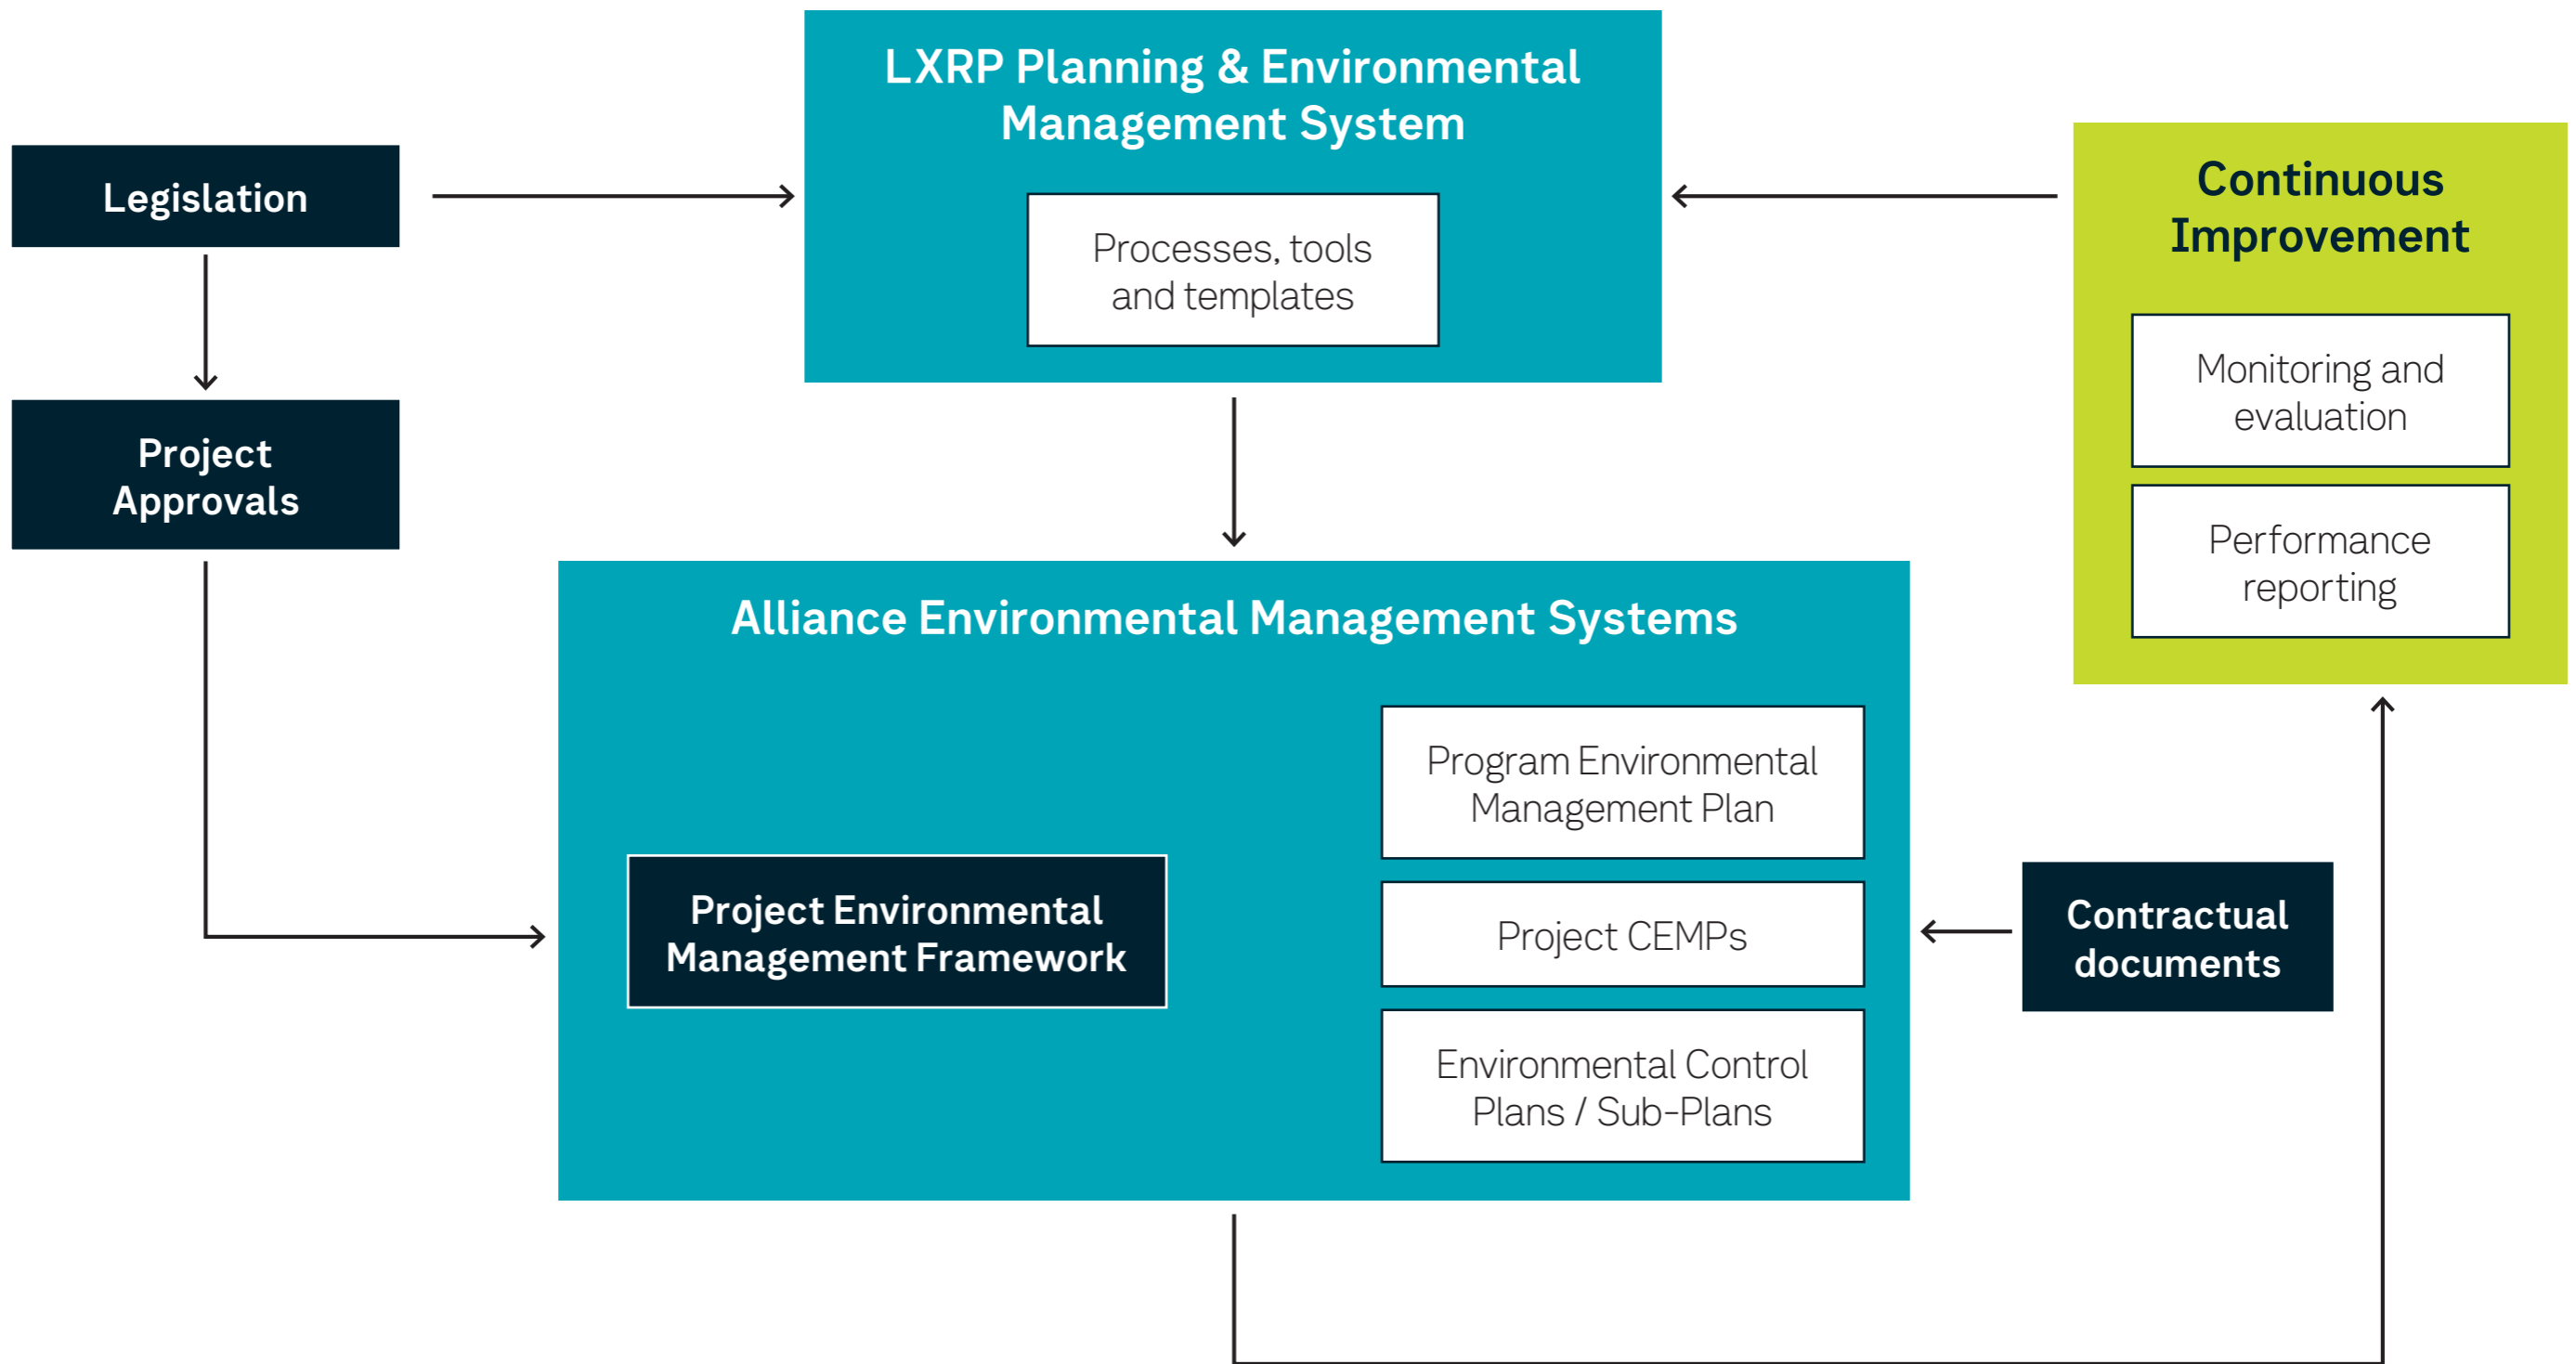 LXRP Planning & Environmental
Management System
Processes, tools
and templates
Legislation
Project
Approvals
Continuous
Improvement
Monitoring and
evaluation
Performance
reporting
Alliance Environmental Management Systems
Project Environmental
Management Framework
Program Environmental
Management Plan
Project CEMPs
Environmental Control
Plans / Sub-Plans
Contractual
documents